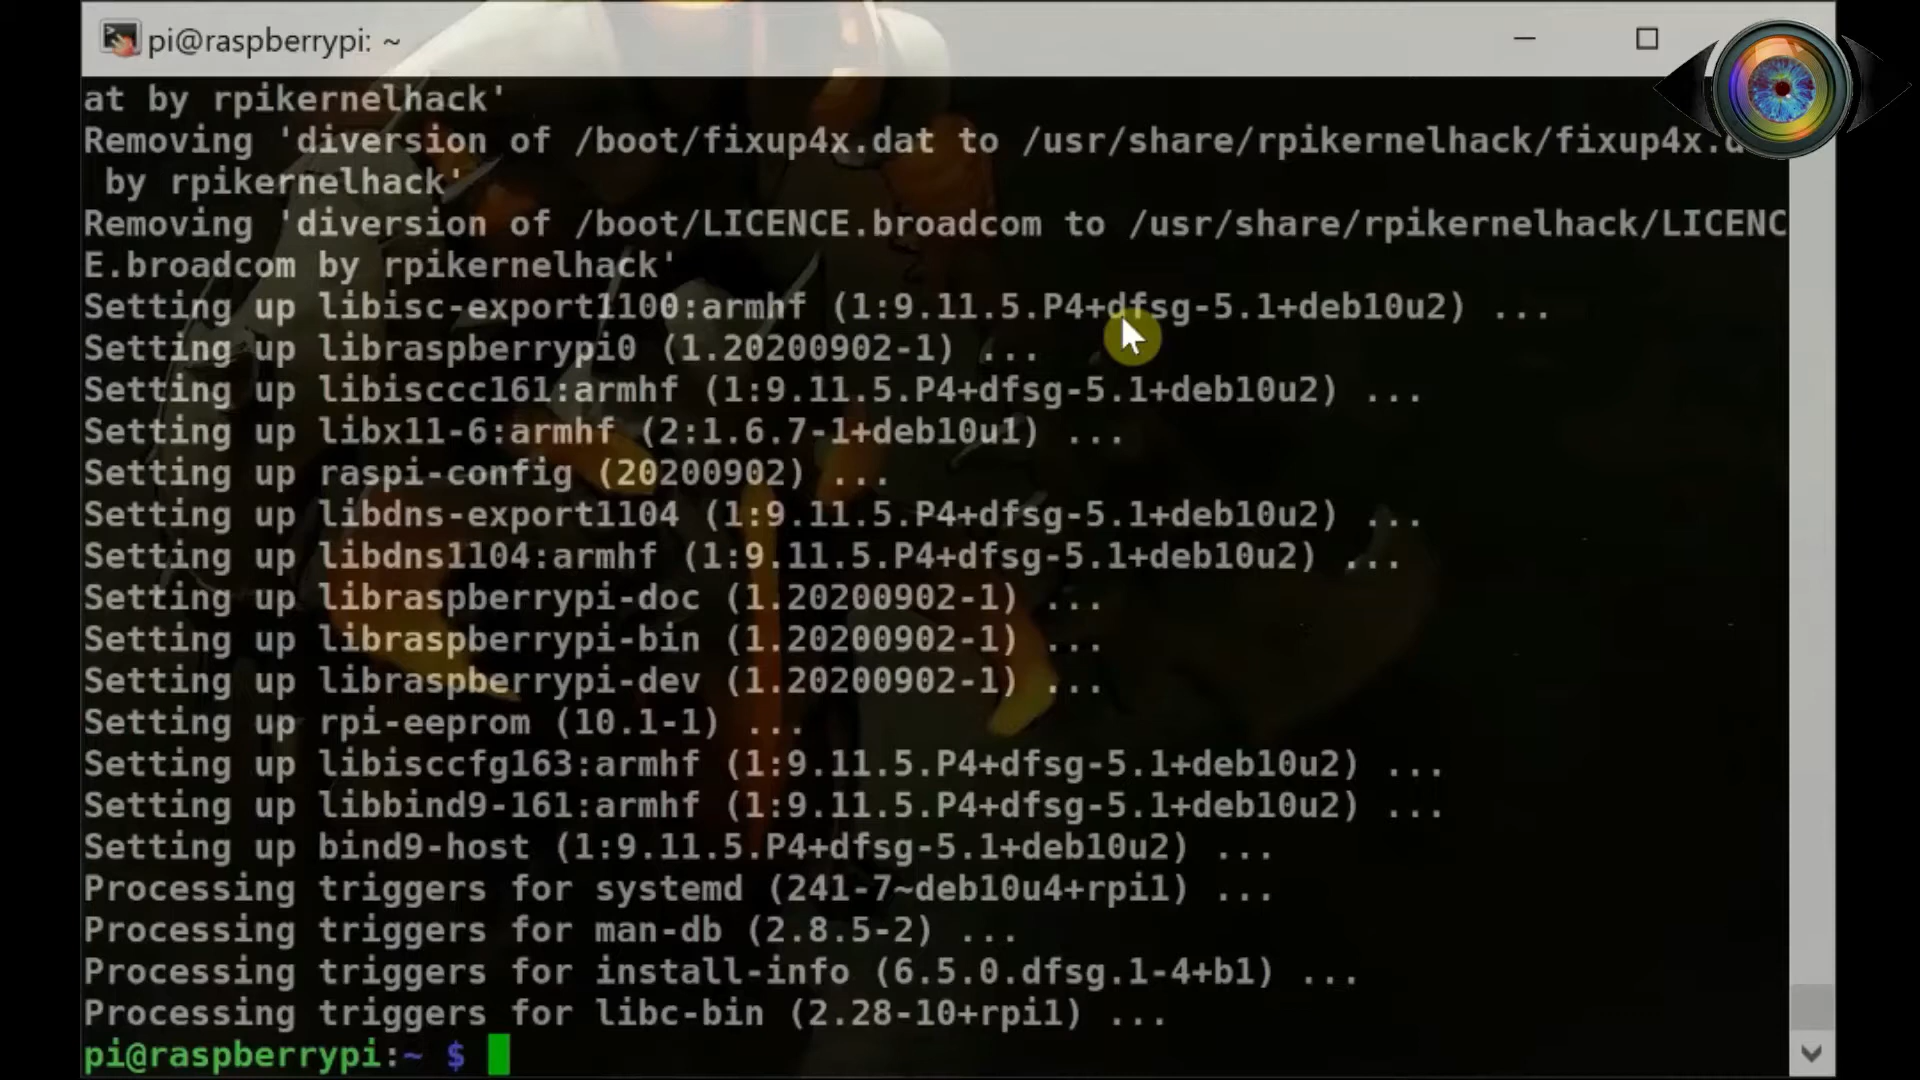 pi@raspberrypi: ~
at by rpikernelhack'
Removing 'diversion of /boot/fixup4x.dat to /usr/share/rpikernelhack/fixup4x.d
 by rpikernelhack'
Removing 'diversion of /boot/LICENCE.broadcom to /usr/share/rpikernelhack/LICENC
E.broadcom by rpikernelhack'
Setting up libisc-export1100:armhf (1:9.11.5.P4+dfsg-5.1+deb10u2) ...
Setting up libraspberrypi0 (1.20200902-1) ...
Setting up libisccc161:armhf (1:9.11.5.P4+dfsg-5.1+deb10u2) ...
Setting up libx11-6:armhf (2:1.6.7-1+deb10u1) ...
Setting up raspi-config (20200902) ...
Setting up libdns-export1104 (1:9.11.5.P4+dfsg-5.1+deb10u2) ...
Setting up libdns1104:armhf (1:9.11.5.P4+dfsg-5.1+deb10u2) ...
Setting up libraspberrypi-doc (1.20200902-1) ...
Setting up libraspberrypi-bin (1.20200902-1) ...
Setting up libraspberrypi-dev (1.20200902-1) ...
Setting up rpi-eeprom (10.1-1) ...
Setting up libisccfg163:armhf (1:9.11.5.P4+dfsg-5.1+deb10u2) ...
Setting up libbind9-161:armhf (1:9.11.5.P4+dfsg-5.1+deb10u2) ...
Setting up bind9-host (1:9.11.5.P4+dfsg-5.1+deb10u2) ...
Processing triggers for systemd (241-7~deb10u4+rpi1) ...
Processing triggers for man-db (2.8.5-2) ...
Processing triggers for install-info (6.5.0.dfsg.1-4+b1) ...
Processing triggers for libc-bin (2.28-10+rpi1) ...
pi@raspberrypi:~ $